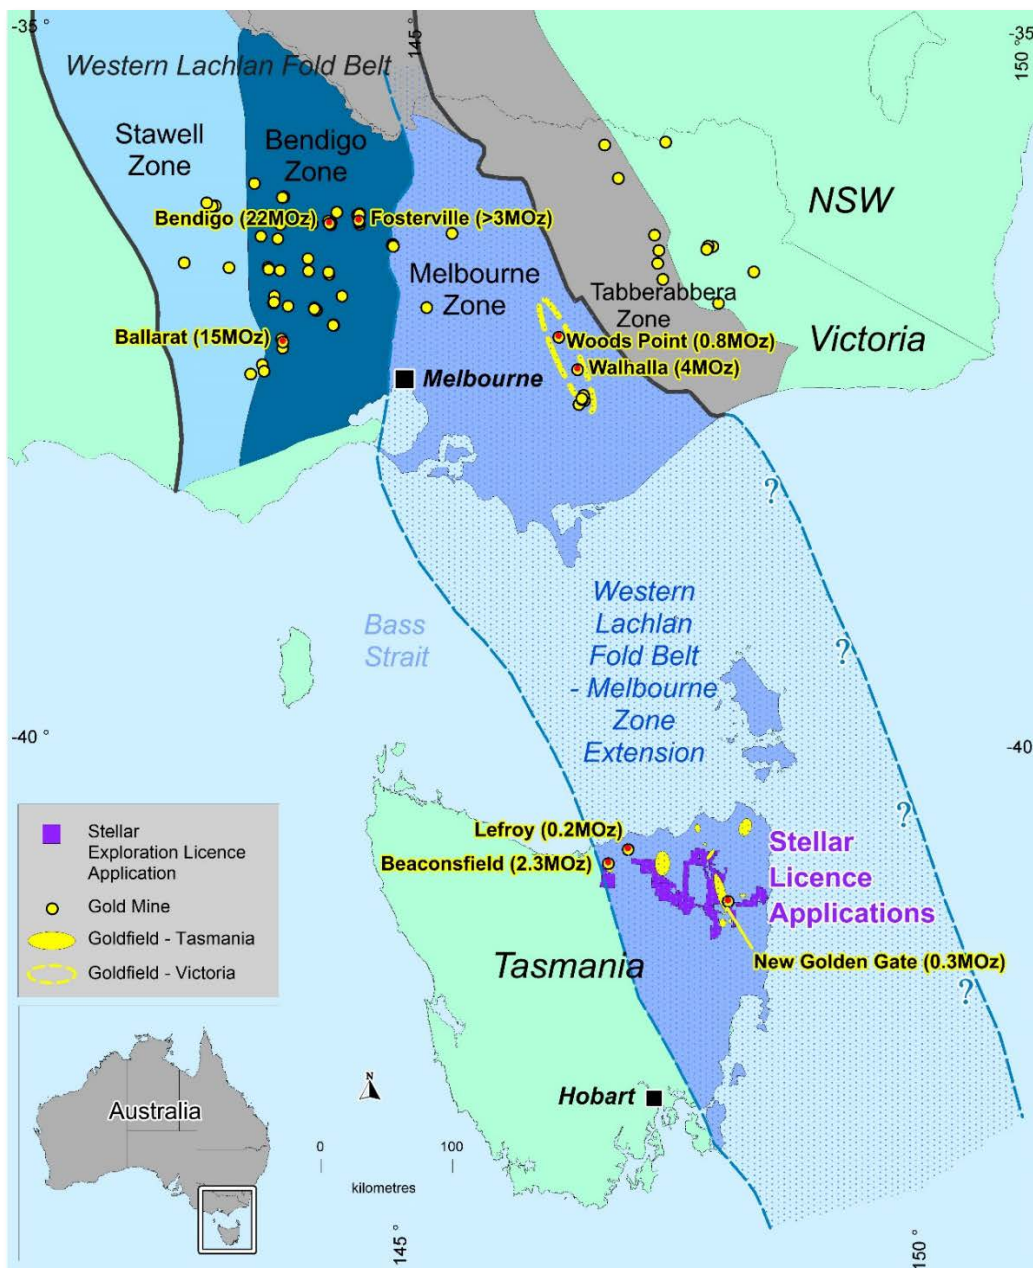 -35 °
145 °
-35
150 °
Western Lachlan Fold Belt
Stawell
Zone
Bendigo
Zone
NSW
Bendigo (22MOz)
Fosterville (>3MOz)
Melbourne
Zone
Tabberabbera
Zone
Victoria
Ballarat (15MOz)
Woods Point (0.8MOz)
Walhalla (4MOz)
Melbourne
?
Western
Lachlan
Fold Belt
- Melbourne
Zone
Extension
Bass
Strait
?
-40 °
-40
?
Stellar
Exploration Licence
Application
Gold Mine
Goldfield - Tasmania
Goldfield - Victoria
Lefroy (0.2MOz)
Beaconsfield (2.3MOz)
Stellar
Licence
Applications
Tasmania
New Golden Gate (0.3MOz)
?
Australia
N
Hobart
0
100
kilometres
145 °
150 °